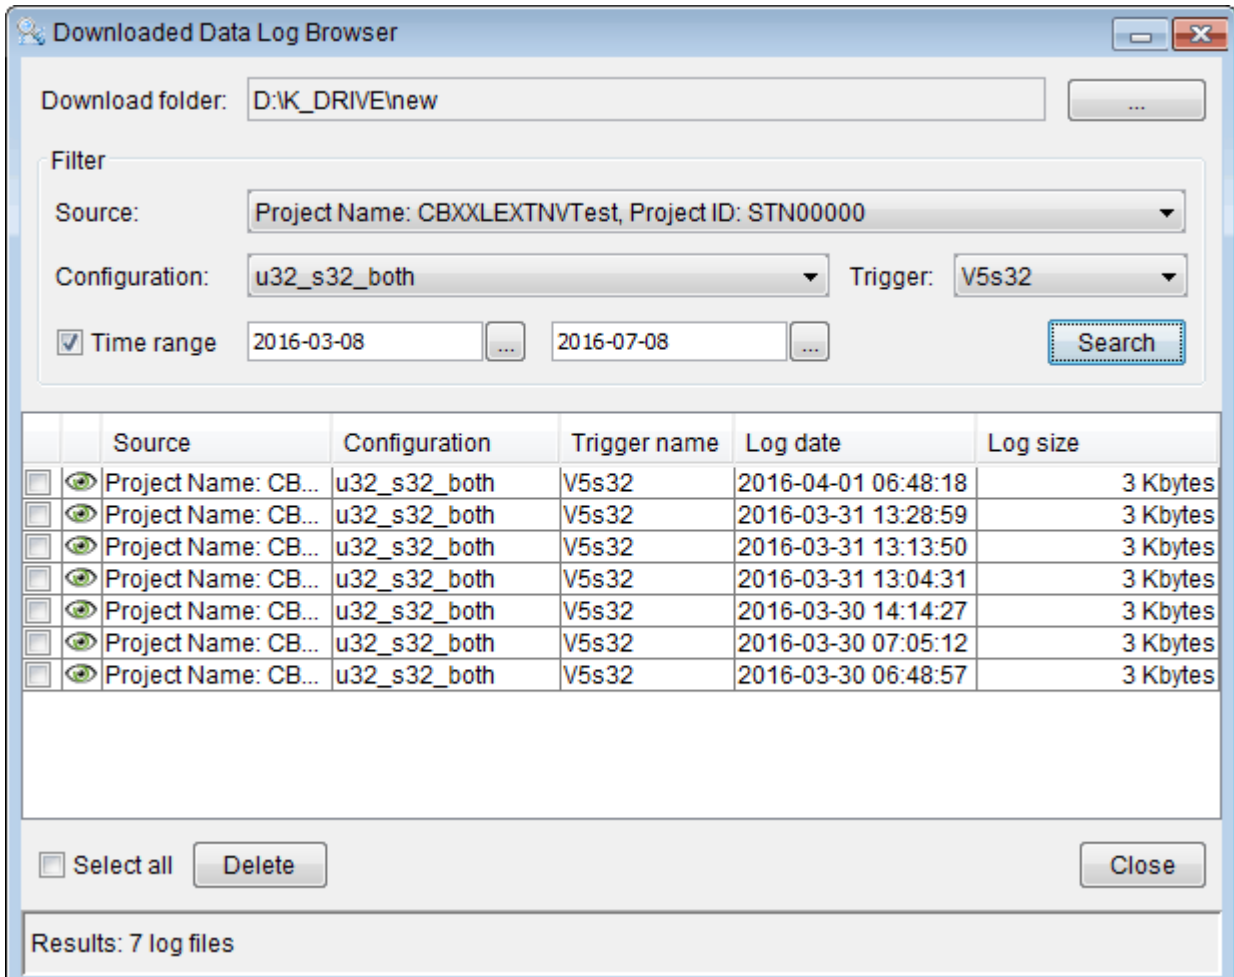 Downloaded Data Log Browser
Download folder: D:\K_DRIVE\new ...
Filter
Source: Project Name: CBXXLEXTNVTest, Project ID: STN00000
Configuration: u32_s32_both Trigger: V5s32
Time range 2016-03-08 ... 2016-07-08 ... Search
Source Configuration Trigger name Log date Log size
Project Name: CB... u32_s32_both V5s32 2016-04-01 06:48:18 3 Kbytes
Project Name: CB... u32_s32_both V5s32 2016-03-31 13:28:59 3 Kbytes
Project Name: CB... u32_s32_both V5s32 2016-03-31 13:13:50 3 Kbytes
Project Name: CB... u32_s32_both V5s32 2016-03-31 13:04:31 3 Kbytes
Project Name: CB... u32_s32_both V5s32 2016-03-30 14:14:27 3 Kbytes
Project Name: CB... u32_s32_both V5s32 2016-03-30 07:05:12 3 Kbytes
Project Name: CB... u32_s32_both V5s32 2016-03-30 06:48:57 3 Kbytes
Select all Delete Close
Results: 7 log files